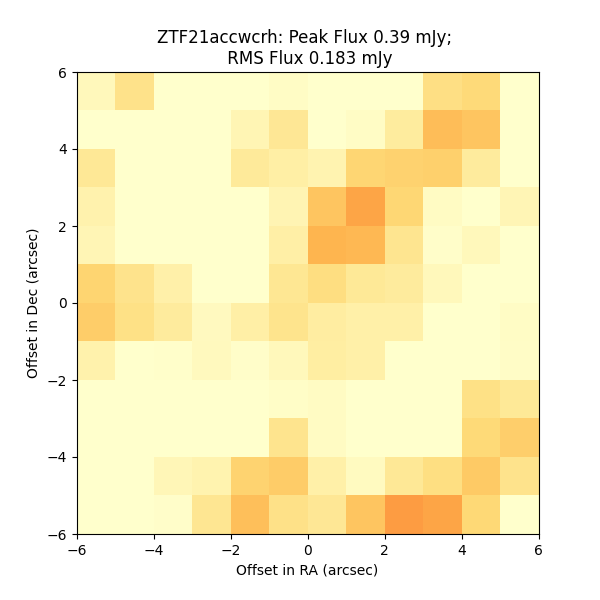 ZTF21accwcrh: Peak Flux 0.39 mJy;
RMS Flux 0.183 mJy
6
4
2
0
−2
−4
−6
Offset in Dec (arcsec)
−6 −4 −2 0 2 4 6
Offset in RA (arcsec)